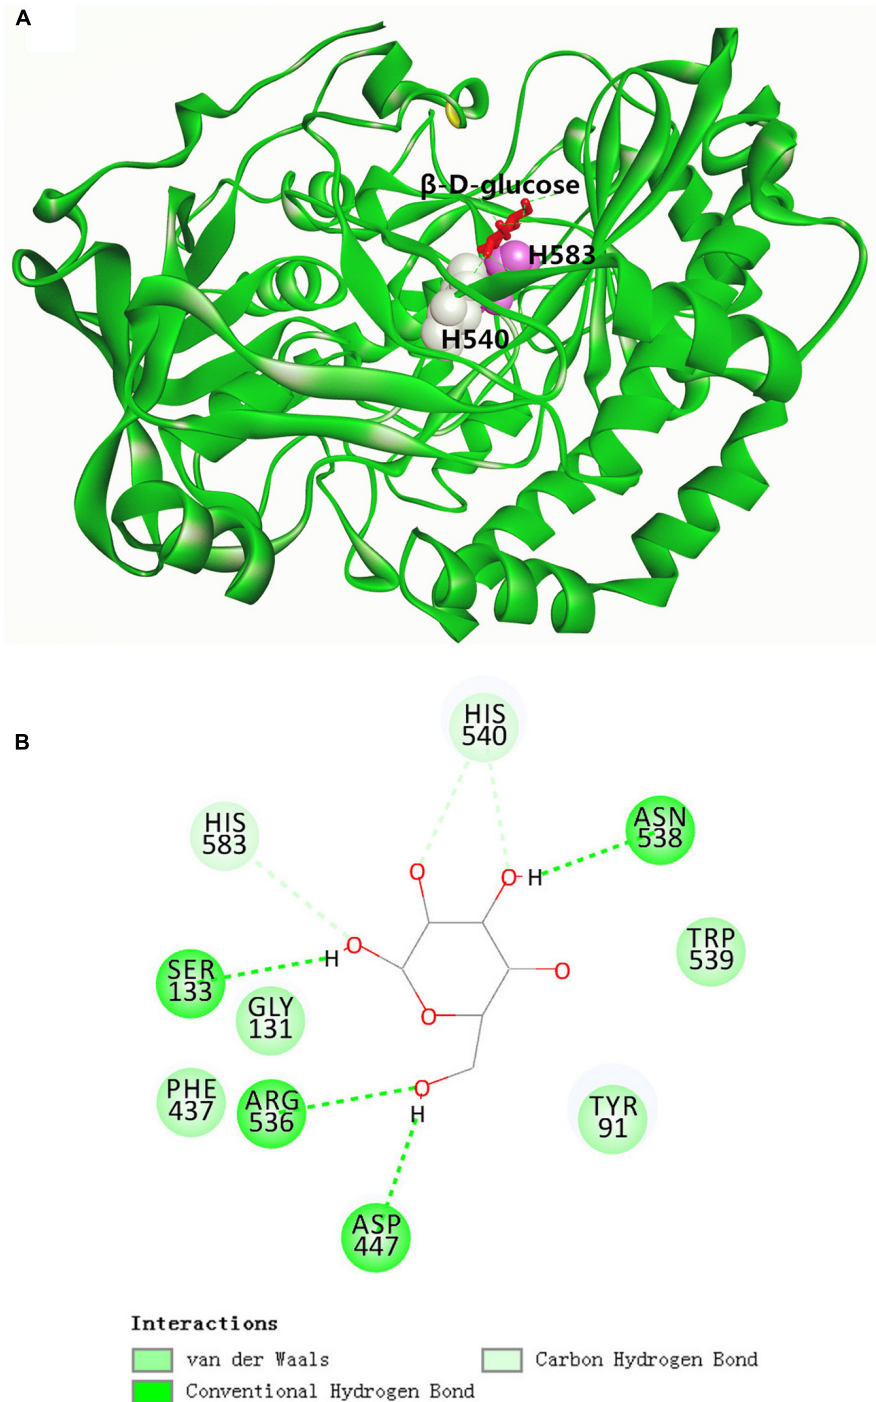 A
β-D-glucose
H583
H540
B
HIS
540
HIS
583
ASN
538
O
O
H
TRP
539
O
H
SER
133
O
GLY
131
O
PHE
437
ARG
536
O
H
TYR
91
ASP
447
Interactions
van der Waals
Carbon Hydrogen Bond
Conventional Hydrogen Bond